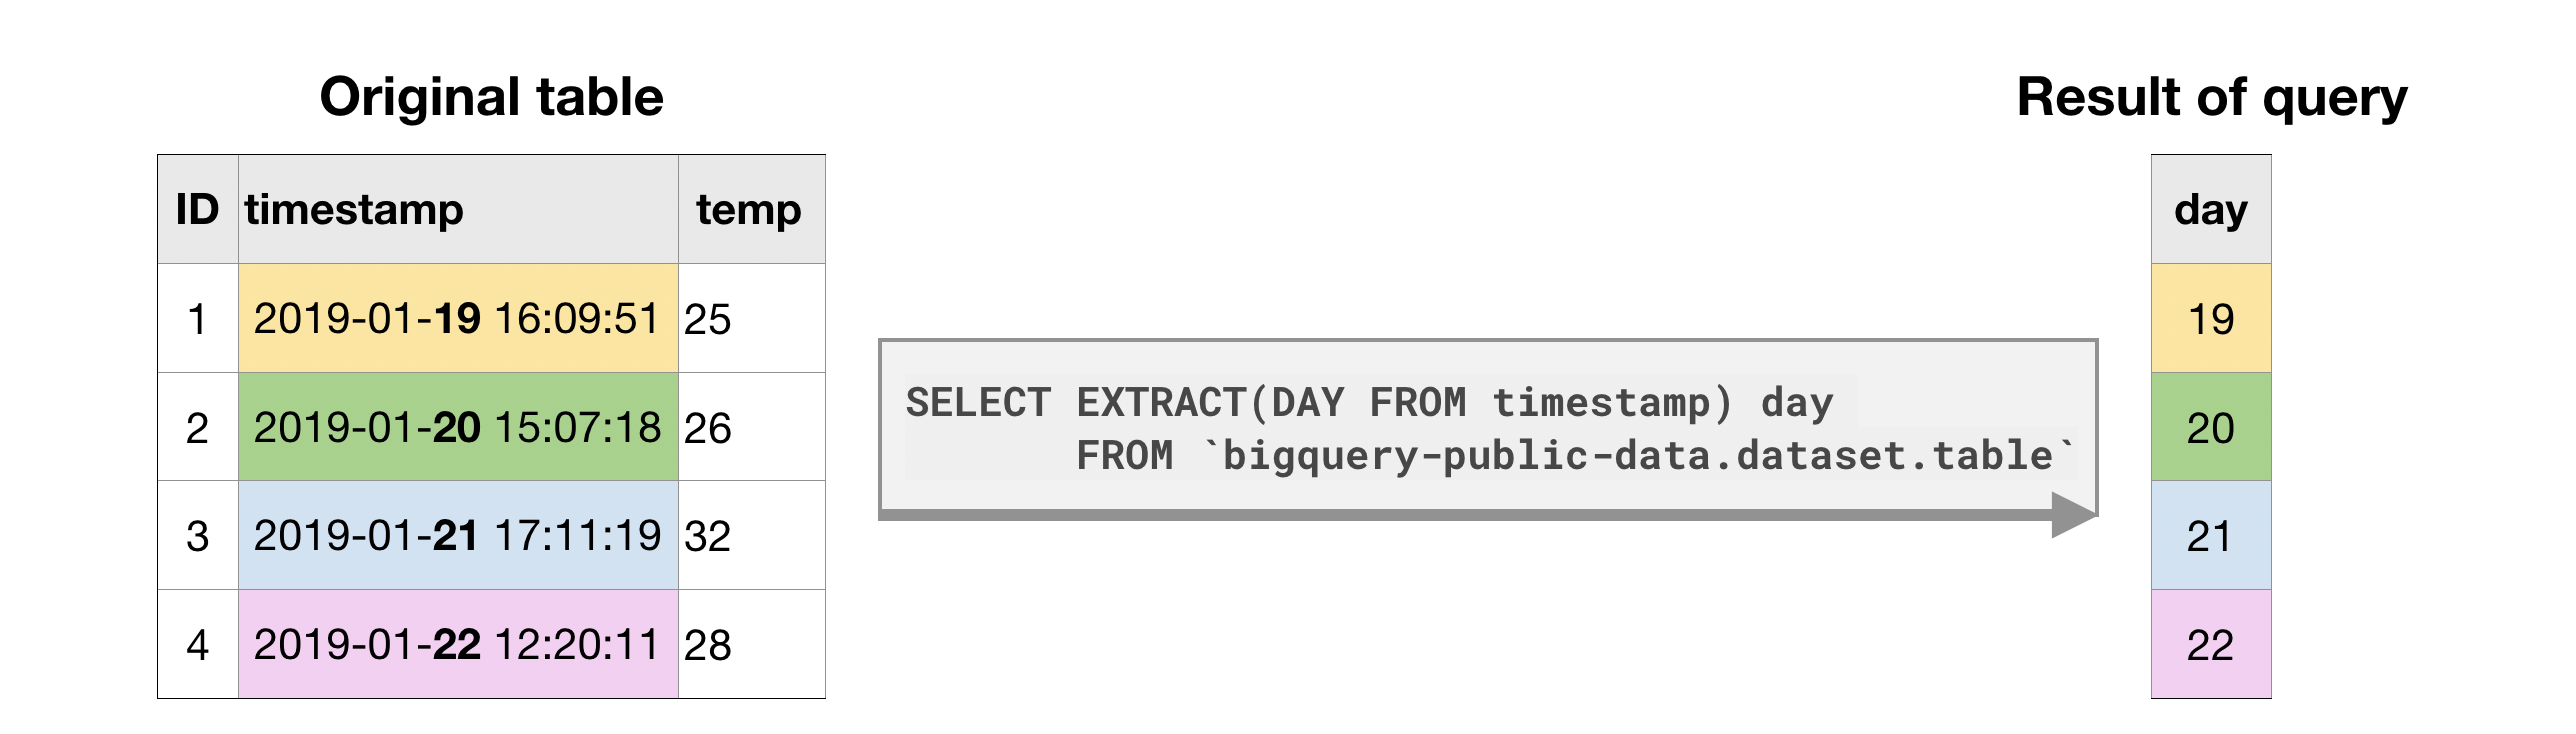 Original table
ID timestamp temp
1 2019-01-19 16:09:51 25
2 2019-01-20 15:07:18 26
3 2019-01-21 17:11:19 32
4 2019-01-22 12:20:11 28
SELECT EXTRACT(DAY FROM timestamp) day
FROM `bigquery-public-data.dataset.table`
Result of query
day
19
20
21
22